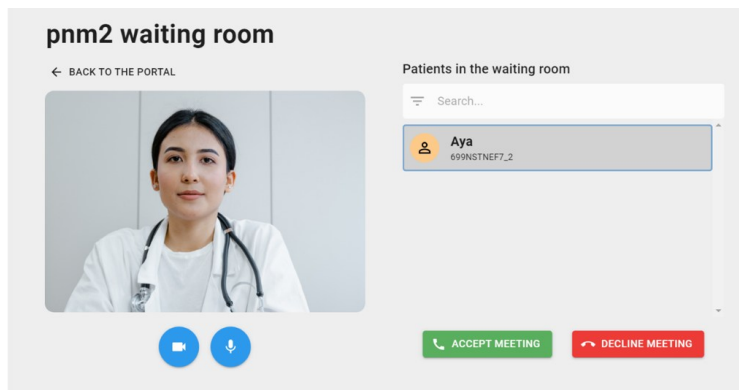 pnm2 waiting room
BACK TO THE PORTAL
Patients in the waiting room
Search...
Aya
699NSTNEF7_2
ACCEPT MEETING
DECLINE MEETING